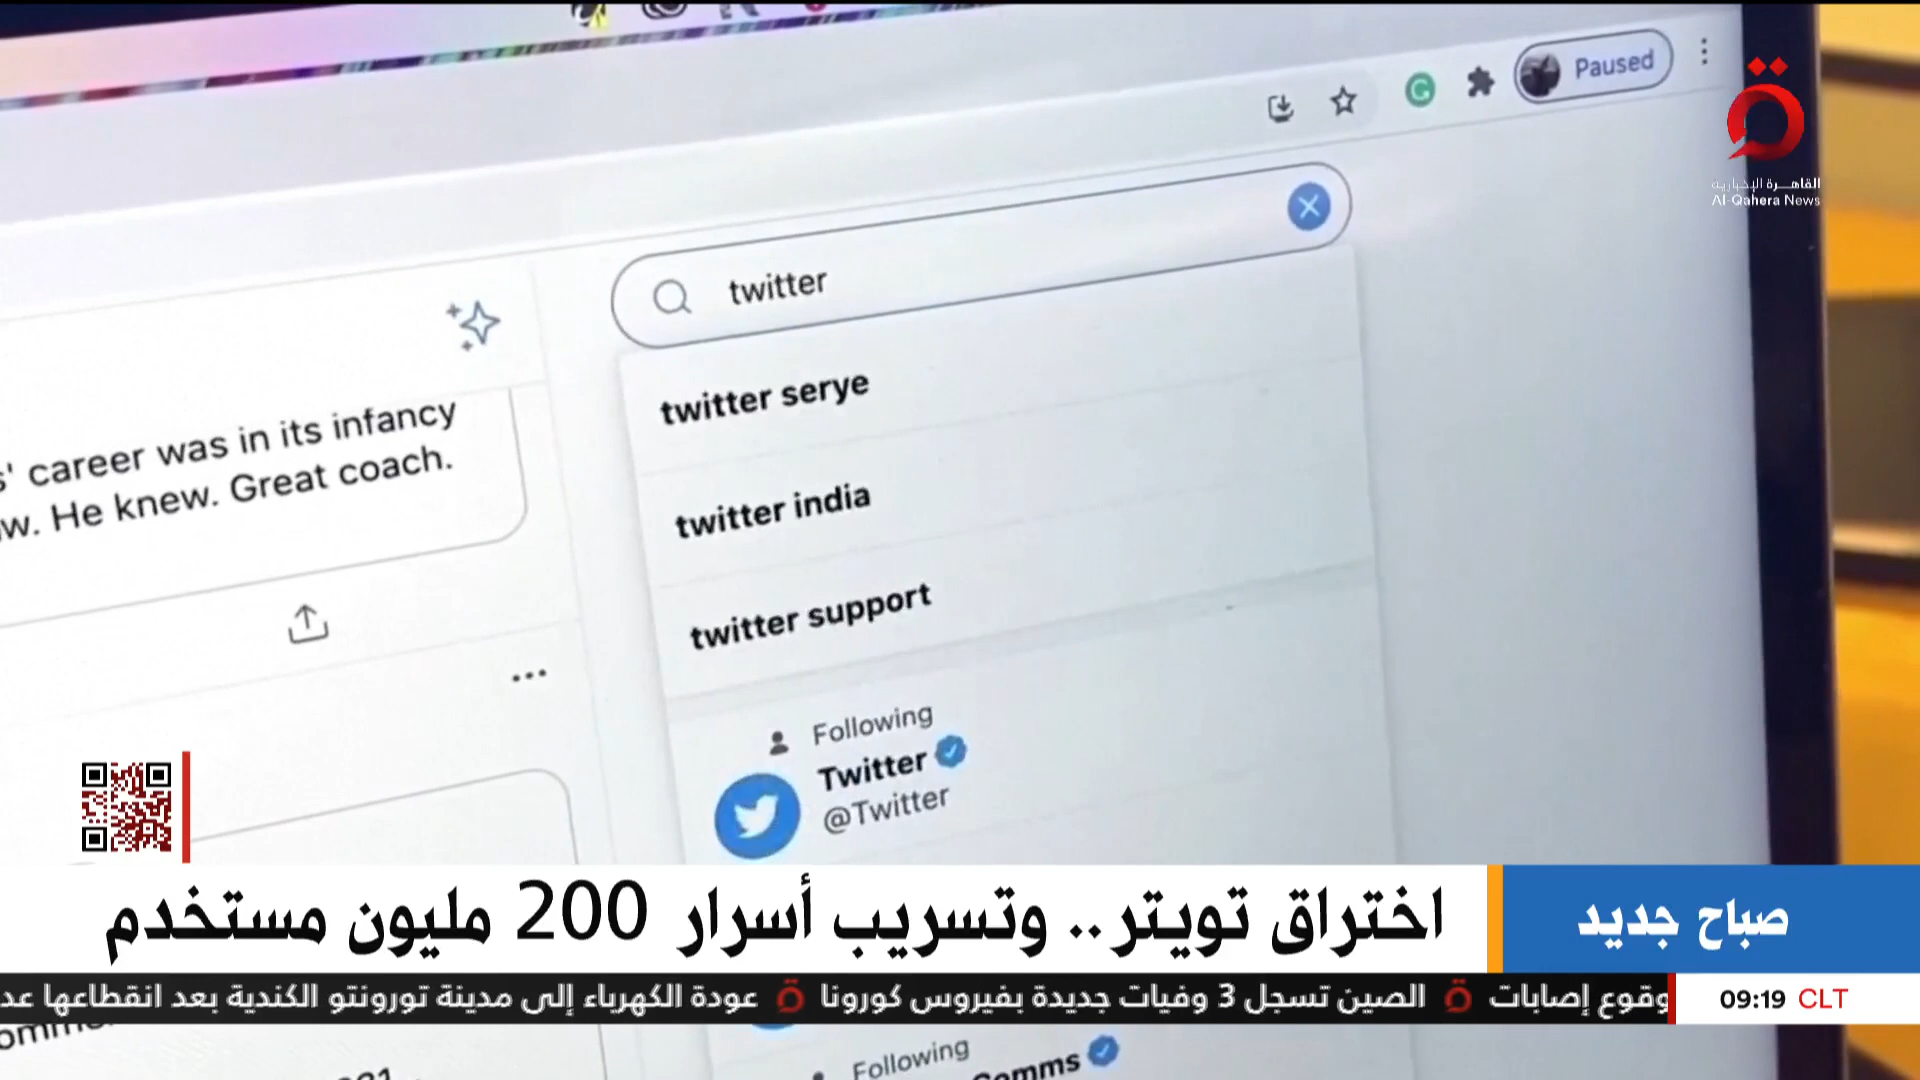 Paused
القاهرة الإخبارية
Al-Qahera News
twitter
twitter serye
twitter india
twitter support
' career was in its infancy
w. He knew. Great coach.
Following
Twitter
@Twitter
صباح جديد
اختراق تويتر.. وتسريب أسرار 200 مليون مستخدم
09:19 CLT
وقوع إصابات
الصين تسجل 3 وفيات جديدة بفيروس كورونا
عودة الكهرباء إلى مدينة تورونتو الكندية بعد انقطاعها
Following